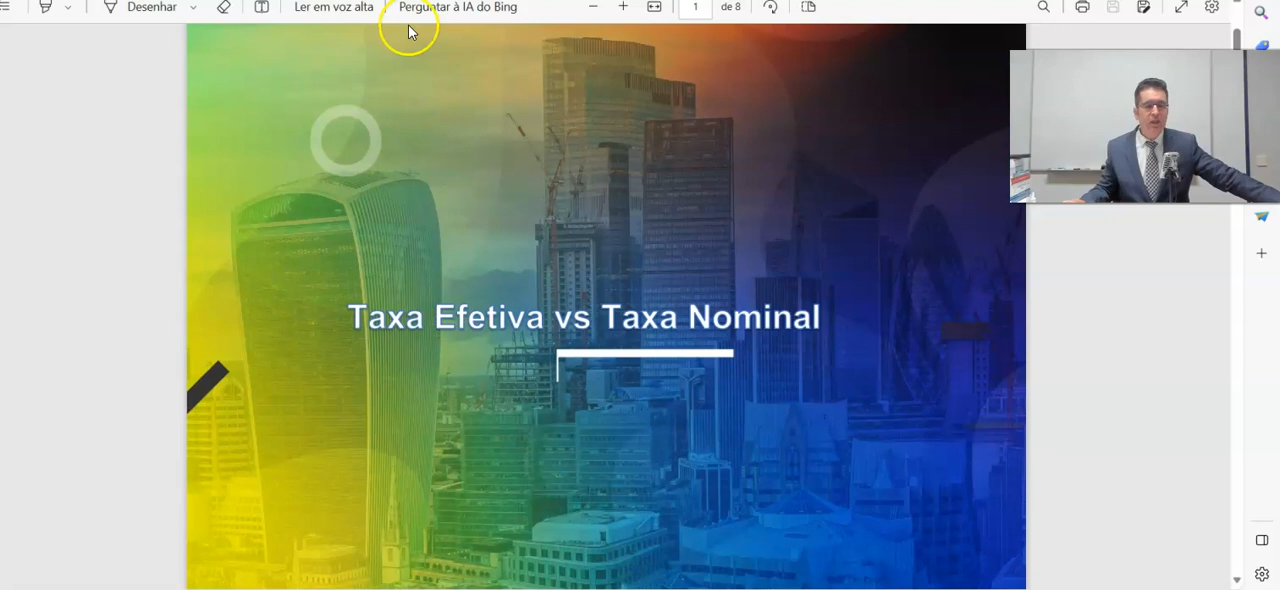 Desenhar Ler em voz alta Perguntar à IA do Bing 1 de 8
Taxa Efetiva vs Taxa Nominal